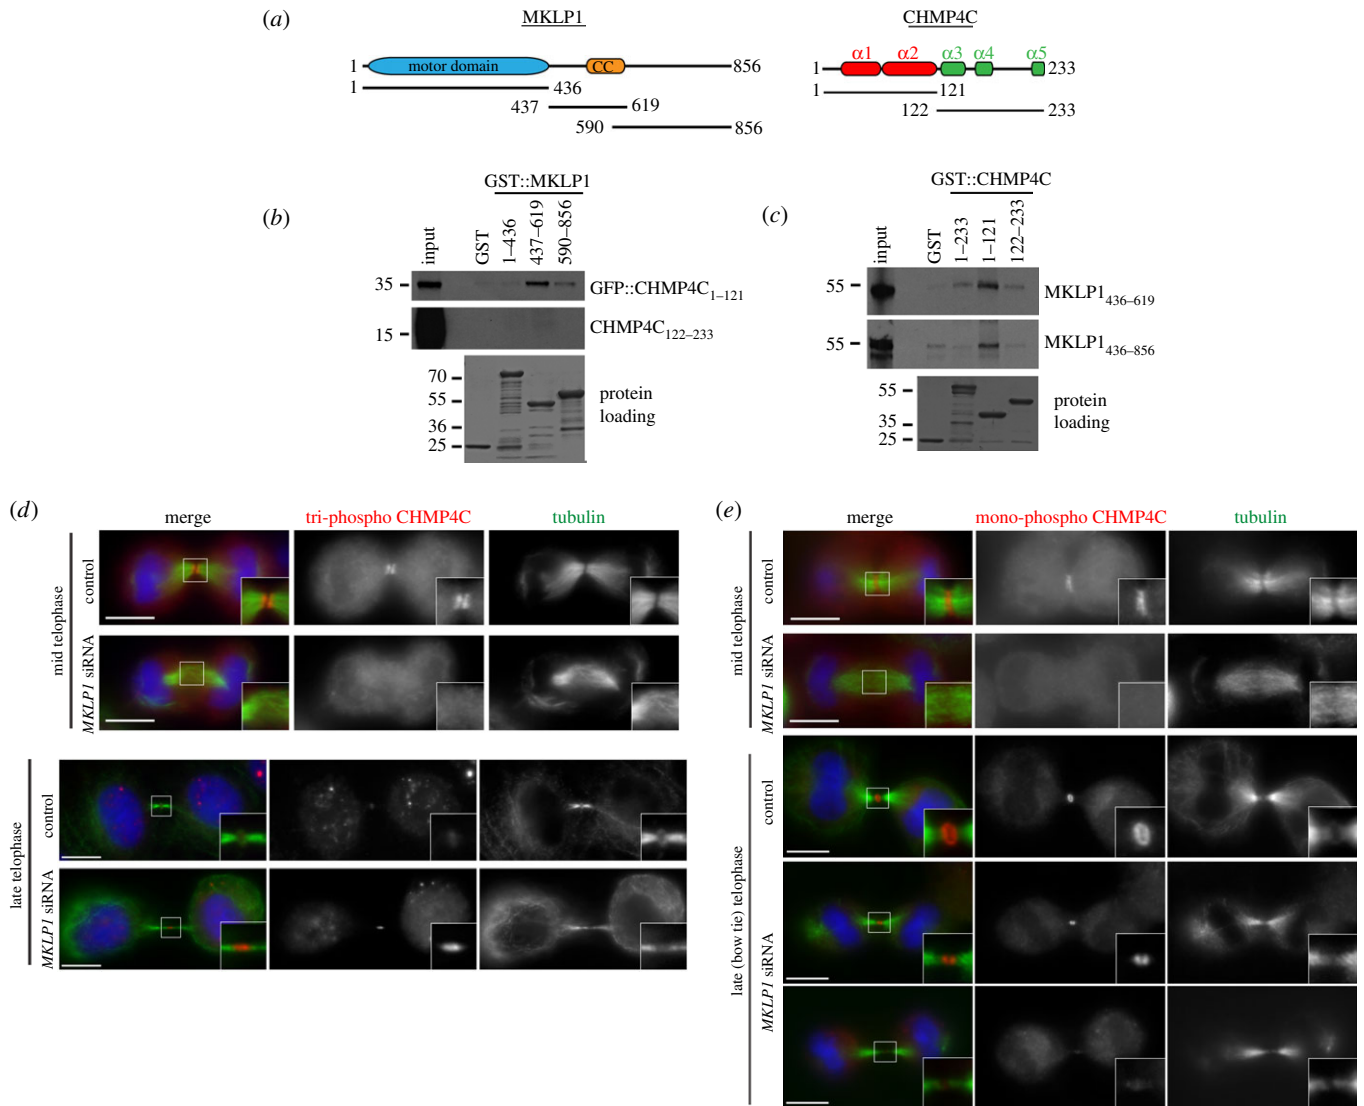 (a)
MKLP1
1 motor domain CC 856
1 436
437 619
590 856
CHMP4C
α1 α2 α3 α4 α5
1 233
1 121
122 233
(b)
GST::MKLP1
input GST 1–436 437–619 590–856
35 GFP::CHMP4C1–121
15 CHMP4C122–233
70
55
36
25
protein
loading
(c)
GST::CHMP4C
input GST 1–233 1–121 122–233
55 MKLP1436–619
55 MKLP1436–856
55
35
25
protein
loading
(d)
merge tri-phospho CHMP4C tubulin
mid telophase
control
MKLP1 siRNA
late telophase
control
MKLP1 siRNA
(e)
merge mono-phospho CHMP4C tubulin
mid telophase
control
MKLP1 siRNA
late (bow tie) telophase
control
MKLP1 siRNA